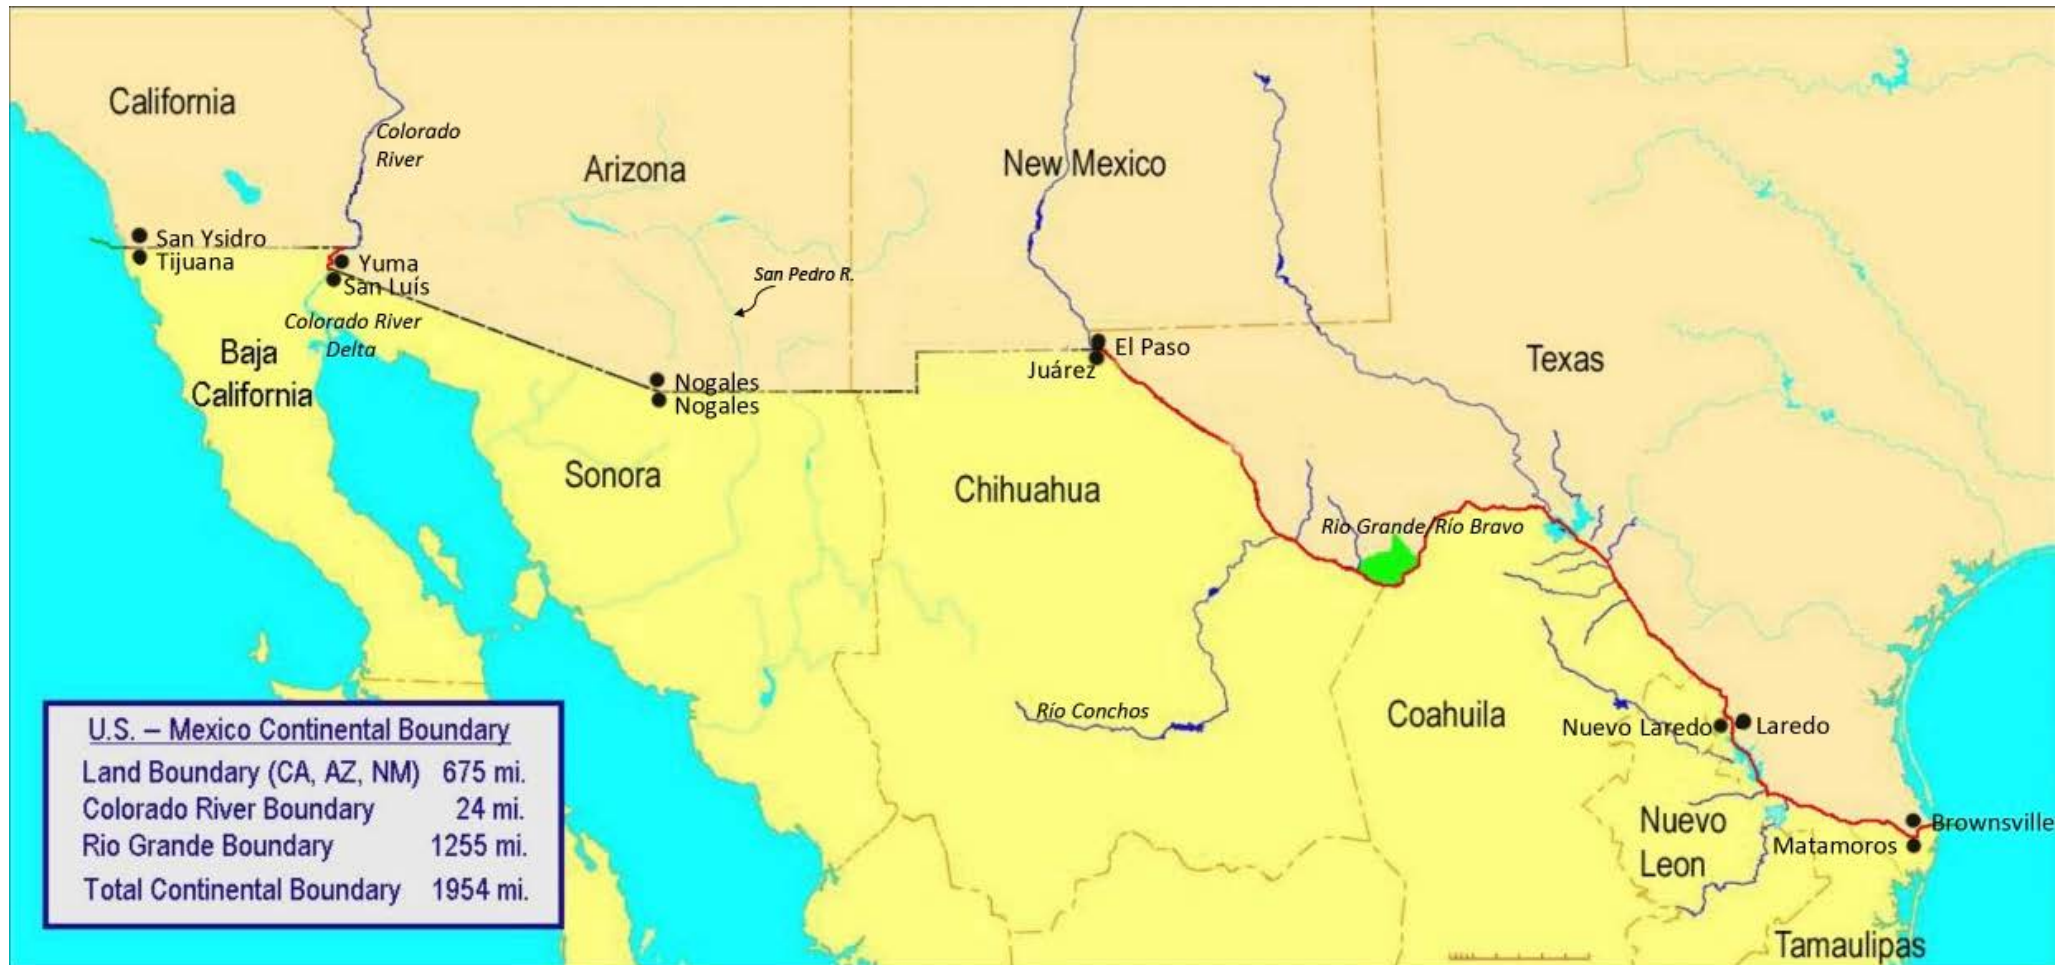 California
Colorado
River
Arizona
New Mexico
San Ysidro
Tijuana
Yuma
San Luís
San Pedro R.
Colorado River
Delta
Baja
California
Nogales
Nogales
El Paso
Juárez
Texas
Sonora
Chihuahua
Rio Grande/Río Bravo
Río Conchos
Coahuila
Nuevo Laredo
Laredo
Nuevo
Leon
Brownsville
Matamoros
Tamaulipas
U.S. – Mexico Continental Boundary
Land Boundary (CA, AZ, NM) 675 mi.
Colorado River Boundary 24 mi.
Rio Grande Boundary 1255 mi.
Total Continental Boundary 1954 mi.